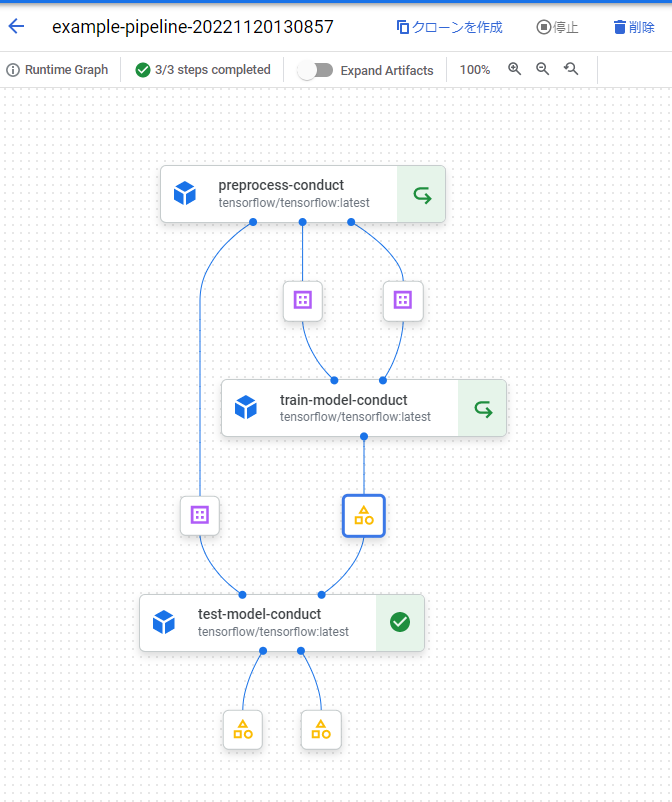 example-pipeline-20221120130857
クローンを作成
停止
削除
Runtime Graph
3/3 steps completed
Expand Artifacts
100%
preprocess-conduct
tensorflow/tensorflow:latest
train-model-conduct
tensorflow/tensorflow:latest
test-model-conduct
tensorflow/tensorflow:latest